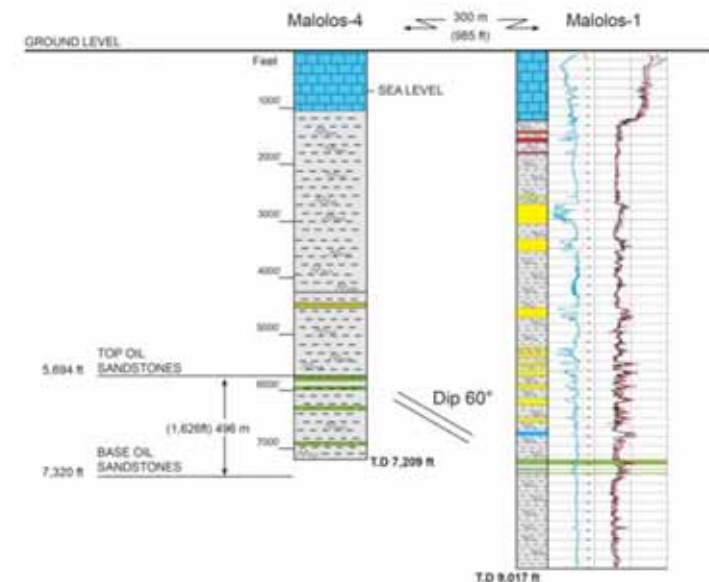 Malolos-4
300 m
(985 ft)
Malolos-1
GROUND LEVEL
Feet
SEA LEVEL
1000
2000
3000
4000
5000
TOP OIL
SANDSTONES
5,694 ft
6000
Dip 60°
(1,626ft) 496 m
7000
BASE OIL
SANDSTONES
7,320 ft
T.D 7,209 ft
T.D 9,017 ft